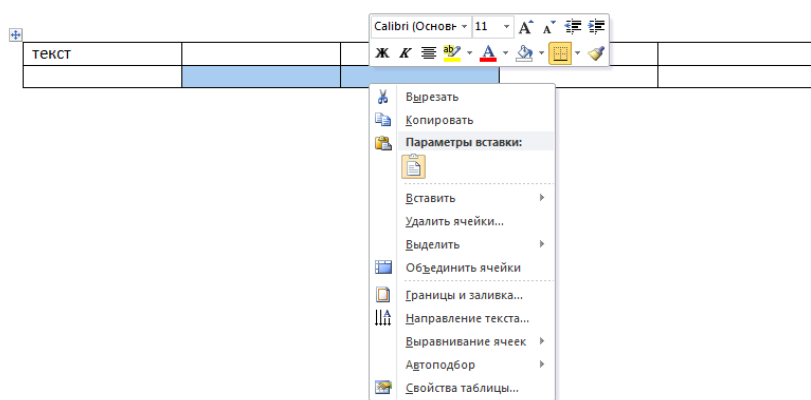 Calibri (Основн 11
Ж К
текст
Вырезать
Копировать
Параметры вставки:
Вставить
Удалить ячейки...
Выделить
Объединить ячейки
Границы и заливка...
Направление текста...
Выравнивание ячеек
Автоподбор
Свойства таблицы...